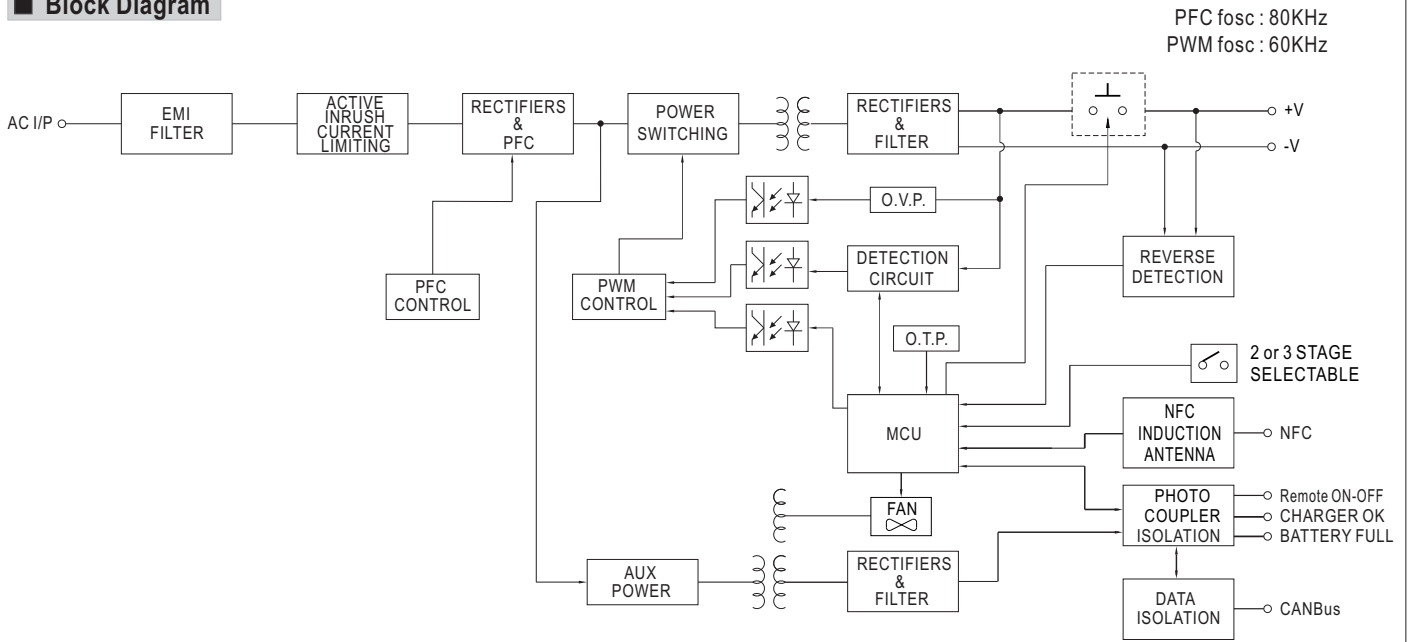 ■ Block Diagram
PFC fosc : 80KHz
PWM fosc : 60KHz
AC I/P
EMI
FILTER
ACTIVE
INRUSH
CURRENT
LIMITING
RECTIFIERS
&
PFC
POWER
SWITCHING
RECTIFIERS
&
FILTER
+V
-V
O.V.P.
DETECTION
CIRCUIT
REVERSE
DETECTION
PFC
CONTROL
PWM
CONTROL
O.T.P.
2 or 3 STAGE
SELECTABLE
MCU
NFC
INDUCTION
ANTENNA
NFC
FAN
PHOTO
COUPLER
ISOLATION
Remote ON-OFF
CHARGER OK
BATTERY FULL
AUX
POWER
RECTIFIERS
&
FILTER
DATA
ISOLATION
CANBus